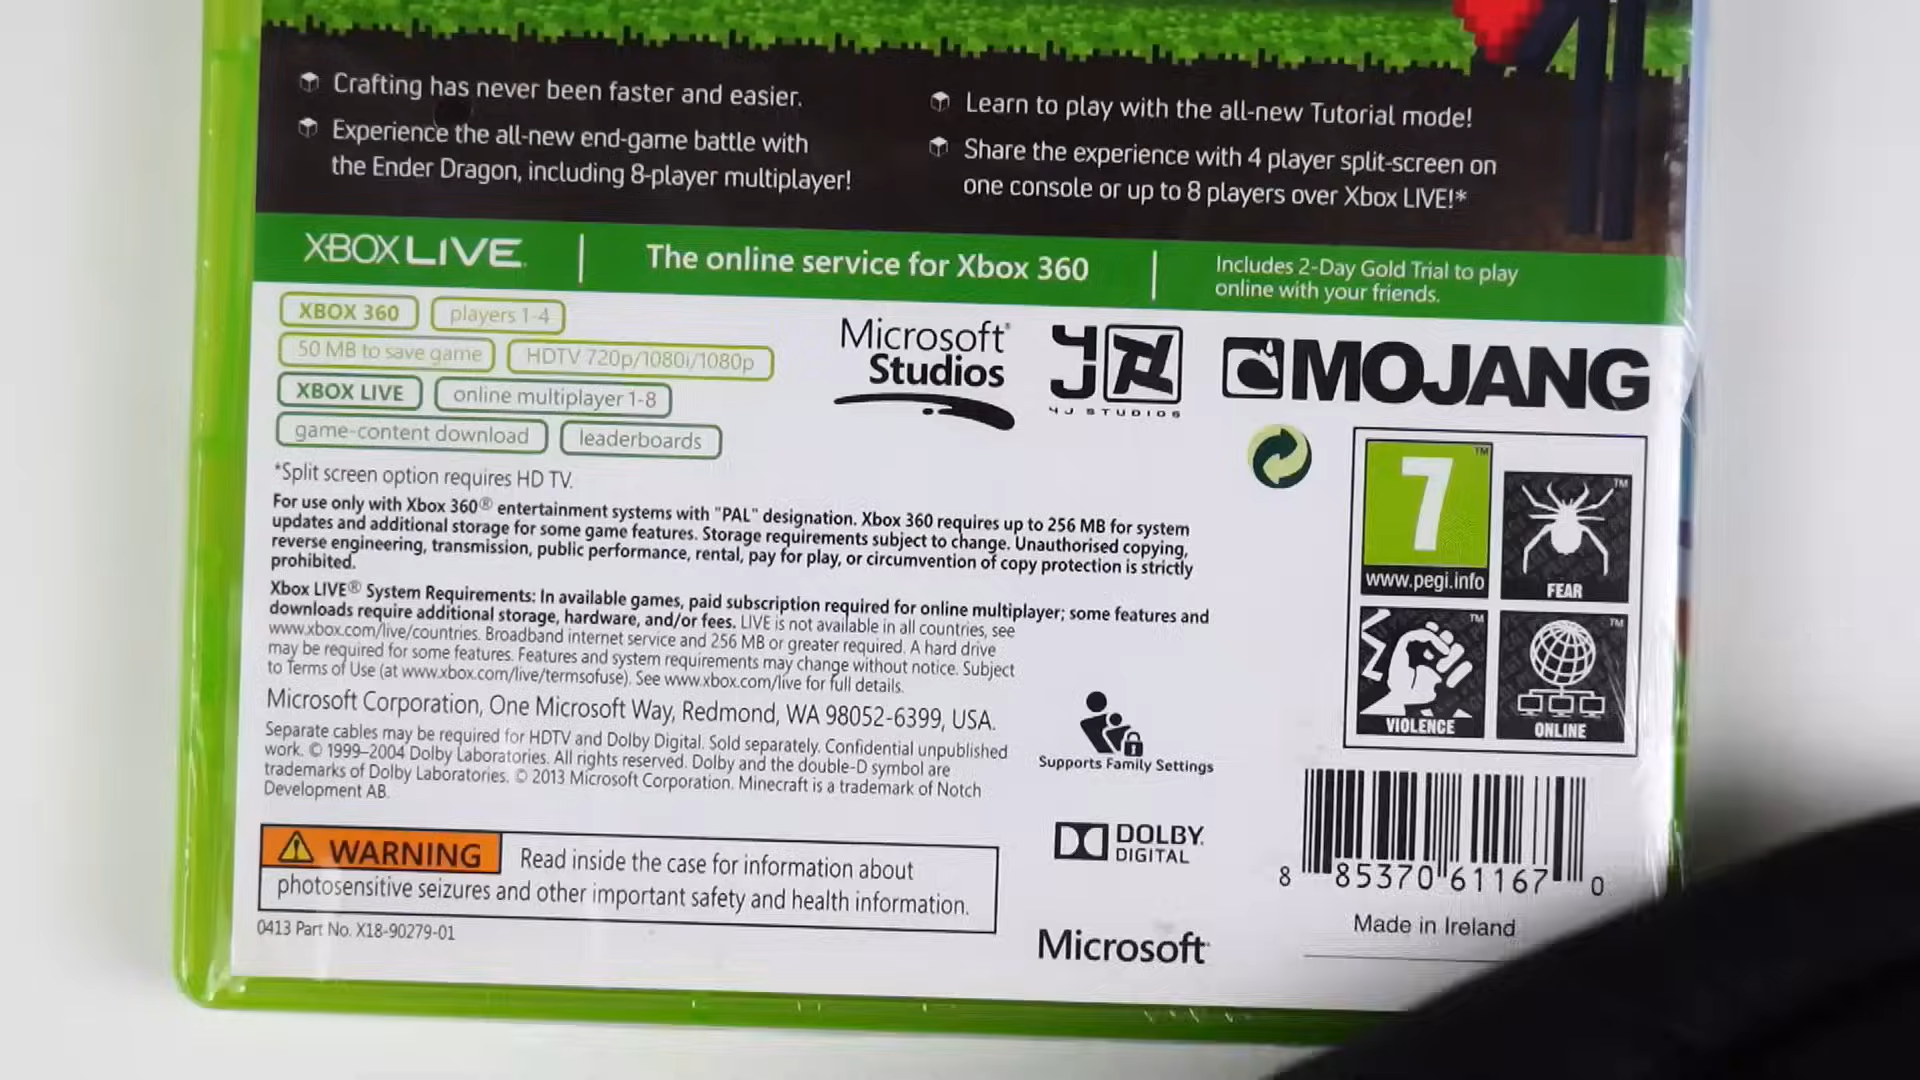 Crafting has never been faster and easier.
Experience the all-new end-game battle with
the Ender Dragon, including 8-player multiplayer!
Learn to play with the all-new Tutorial mode!
Share the experience with 4 player split-screen on
one console or up to 8 players over Xbox LIVE!*
XBOX LIVE
The online service for Xbox 360
Includes 2-Day Gold Trial to play
online with your friends.
XBOX 360
players 1-4
50 MB to save game
HDTV 720p/1080i/1080p
XBOX LIVE
online multiplayer 1-8
game-content download
leaderboards
Microsoft®
Studios
4J
4J STUDIOS
MOJANG
*Split screen option requires HD TV.
For use only with Xbox 360® entertainment systems with "PAL" designation. Xbox 360 requires up to 256 MB for system
updates and additional storage for some game features. Storage requirements subject to change. Unauthorised copying,
reverse engineering, transmission, public performance, rental, pay for play, or circumvention of copy protection is strictly
prohibited.
Xbox LIVE® System Requirements: In available games, paid subscription required for online multiplayer; some features and
downloads require additional storage, hardware, and/or fees. LIVE is not available in all countries, see
www.xbox.com/live/countries. Broadband internet service and 256 MB or greater required. A hard drive
may be required for some features. Features and system requirements may change without notice. Subject
to Terms of Use (at www.xbox.com/live/termsofuse). See www.xbox.com/live for full details.
Microsoft Corporation, One Microsoft Way, Redmond, WA 98052-6399, USA.
Separate cables may be required for HDTV and Dolby Digital. Sold separately. Confidential unpublished
work. © 1999–2004 Dolby Laboratories. All rights reserved. Dolby and the double-D symbol are
trademarks of Dolby Laboratories. © 2013 Microsoft Corporation. Minecraft is a trademark of Notch
Development AB.
WARNING Read inside the case for information about
photosensitive seizures and other important safety and health information.
0413 Part No. X18-90279-01
7™
www.pegi.info
™
FEAR
™
VIOLENCE
™
ONLINE
Supports Family Settings
DOLBY
DIGITAL
Microsoft
8 85370 61167 0
Made in Ireland